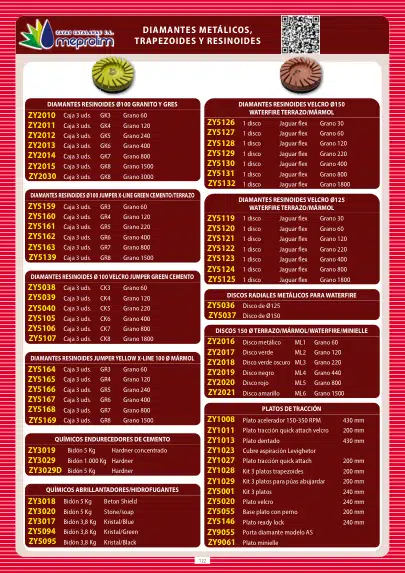 GAYAS CATALANAS S.L.
meprolim
DIAMANTES METÁLICOS,
TRAPEZOIDES Y RESINOIDES
DIAMANTES RESINOIDES Ø100 GRANITO Y GRES
ZY2010 Caja 3 uds. GK3 Grano 60
ZY2011 Caja 3 uds. GK4 Grano 120
ZY2012 Caja 3 uds. GK5 Grano 240
ZY2013 Caja 3 uds. GK6 Grano 400
ZY2014 Caja 3 uds. GK7 Grano 800
ZY2015 Caja 3 uds. GK8 Grano 1500
ZY2030 Caja 3 uds. GK8 Grano 3000
DIAMANTES RESINOIDES Ø100 JUMPER X-LINE GREEN CEMENTO/TERRAZO
ZY5159 Caja 3 uds. GR3 Grano 60
ZY5160 Caja 3 uds. GR4 Grano 120
ZY5161 Caja 3 uds. GR5 Grano 220
ZY5162 Caja 3 uds. GR6 Grano 400
ZY5163 Caja 3 uds. GR7 Grano 800
ZY5139 Caja 3 uds. GR8 Grano 1500
DIAMANTES RESINOIDES Ø 100 VELCRO JUMPER GREEN CEMENTO
ZY5038 Caja 3 uds. CK3 Grano 60
ZY5039 Caja 3 uds. CK4 Grano 120
ZY5040 Caja 3 uds. CK5 Grano 220
ZY5105 Caja 3 uds. CK6 Grano 400
ZY5106 Caja 3 uds. CK7 Grano 800
ZY5107 Caja 3 uds. CK8 Grano 1500
DIAMANTES RESINOIDES JUMPER YELLOW X-LINE 100 Ø MÁRMOL
ZY5164 Caja 3 uds. GR3 Grano 60
ZY5165 Caja 3 uds. GR4 Grano 120
ZY5166 Caja 3 uds. GR5 Grano 240
ZY5167 Caja 3 uds. GR6 Grano 400
ZY5168 Caja 3 uds. GR7 Grano 800
ZY5169 Caja 3 uds. GR8 Grano 1500
QUÍMICOS ENDURECEDORES DE CEMENTO
ZY3019 Bidón 5 Kg Hardner concentrado
ZY3029 Bidón 1.000 Kg Hardner
ZY3029D Bidón 5 Kg Hardner
QUÍMICOS ABRILLANTADORES/HIDROFUGANTES
ZY3018 Bidón 5 Kg Beton Shield
ZY3020 Bidón 5 Kg Stone/soap
ZY3017 Bidón 3,8 Kg Kristal/Blue
ZY5094 Bidón 3,8 Kg Kristal/Green
ZY5095 Bidón 3,8 Kg Kristal/Black
DIAMANTES RESINOIDES VELCRO Ø150
WATERFIRE TERRAZO/MÁRMOL
ZY5126 1 disco Jaguar flex Grano 30
ZY5127 1 disco Jaguar flex Grano 60
ZY5128 1 disco Jaguar flex Grano 120
ZY5129 1 disco Jaguar flex Grano 220
ZY5130 1 disco Jaguar flex Grano 400
ZY5131 1 disco Jaguar flex Grano 800
ZY5132 1 disco Jaguar flex Grano 1800
DIAMANTES RESINOIDES VELCRO Ø125
WATERFIRE TERRAZO/MÁRMOL
ZY5119 1 disco Jaguar flex Grano 30
ZY5120 1 disco Jaguar flex Grano 60
ZY5121 1 disco Jaguar flex Grano 120
ZY5122 1 disco Jaguar flex Grano 220
ZY5123 1 disco Jaguar flex Grano 400
ZY5124 1 disco Jaguar flex Grano 800
ZY5125 1 disco Jaguar flex Grano 1800
DISCOS RADIALES METÁLICOS PARA WATERFIRE
ZY5036 Disco de Ø125
ZY5037 Disco de Ø150
DISCOS 150 Ø TERRAZO/MÁRMOL/WATERFIRE/MINIELLE
ZY2016 Disco metálico ML1 Grano 60
ZY2017 Disco verde ML2 Grano 120
ZY2018 Disco verde oscuro ML3 Grano 220
ZY2019 Disco negro ML4 Grano 440
ZY2020 Disco rojo ML5 Grano 800
ZY2021 Disco amarillo ML6 Grano 1500
PLATOS DE TRACCIÓN
ZY1008 Plato acelerador 150-350 RPM 430 mm
ZY1011 Plato tracción quick attach velcro 200 mm
ZY1013 Plato dentado 430 mm
ZY1023 Cubre aspiración Levighetor
ZY1027 Plato tracción quick attach 200 mm
ZY1028 Kit 3 platos trapezoides 200 mm
ZY1029 Kit 3 platos para púas abujardar 200 mm
ZY5001 Kit 3 platos 240 mm
ZY5020 Plato velcro 240 mm
ZY5055 Base plato con perno 200 mm
ZY5146 Plato ready lock 240 mm
ZY9055 Porta diamante modelo A5
ZY9061 Plato minielle
122